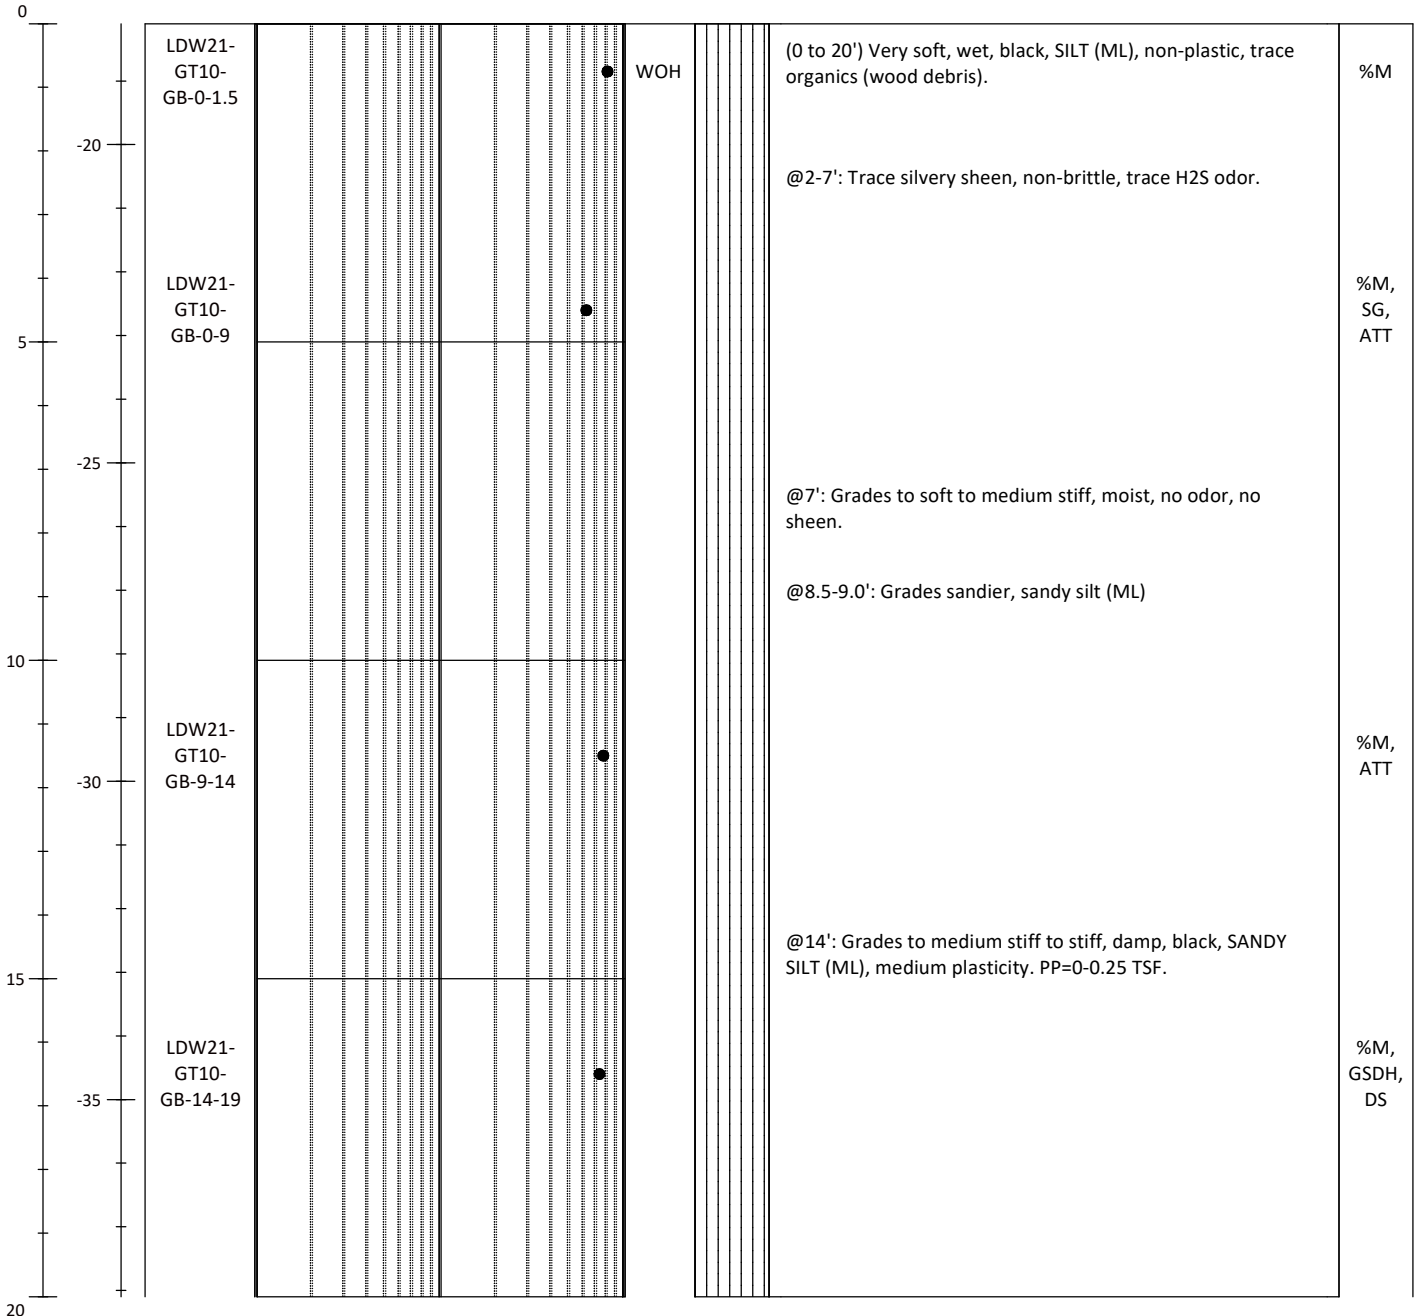 0
LDW21-
GT10-
GB-0-1.5
WOH
(0 to 20') Very soft, wet, black, SILT (ML), non-plastic, trace
organics (wood debris).
%M
-20
@2-7': Trace silvery sheen, non-brittle, trace H2S odor.
LDW21-
GT10-
GB-0-9
%M,
SG,
ATT
5
-25
@7': Grades to soft to medium stiff, moist, no odor, no
sheen.
@8.5-9.0': Grades sandier, sandy silt (ML)
10
LDW21-
GT10-
GB-9-14
%M,
ATT
-30
@14': Grades to medium stiff to stiff, damp, black, SANDY
SILT (ML), medium plasticity. PP=0-0.25 TSF.
15
LDW21-
GT10-
GB-14-19
%M,
GSDH,
DS
-35
20